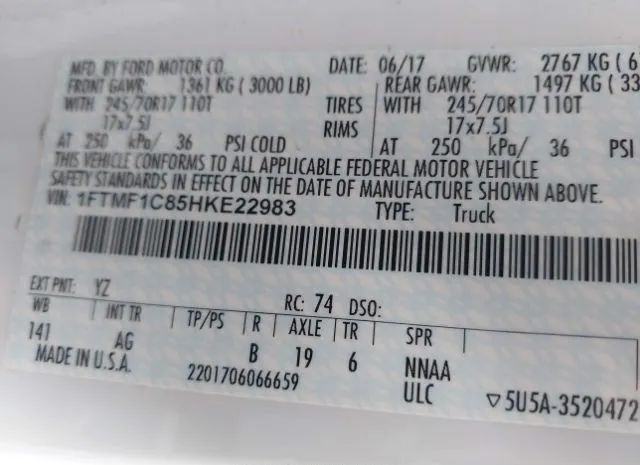 MFD. BY FORD MOTOR CO. DATE: 06/17 GVWR: 2767 KG ( 6
FRONT GAWR: 1361 KG ( 3000 LB) REAR GAWR: 1497 KG ( 33
WITH 245/70R17 110T TIRES WITH 245/70R17 110T
17x7.5J RIMS 17x7.5J
AT 250 kPa/ 36 PSI COLD AT 250 kPa/ 36 PSI
THIS VEHICLE CONFORMS TO ALL APPLICABLE FEDERAL MOTOR VEHICLE
SAFETY STANDARDS IN EFFECT ON THE DATE OF MANUFACTURE SHOWN ABOVE.
VIN: 1FTMF1C85HKE22983 TYPE: Truck
EXT PNT: YZ RC: 74 DSO:
WB INT TR TP/PS R AXLE TR SPR
141 AG B 19 6 NNAA
MADE IN U.S.A. 2201706066659 ULC ▽5U5A-3520472